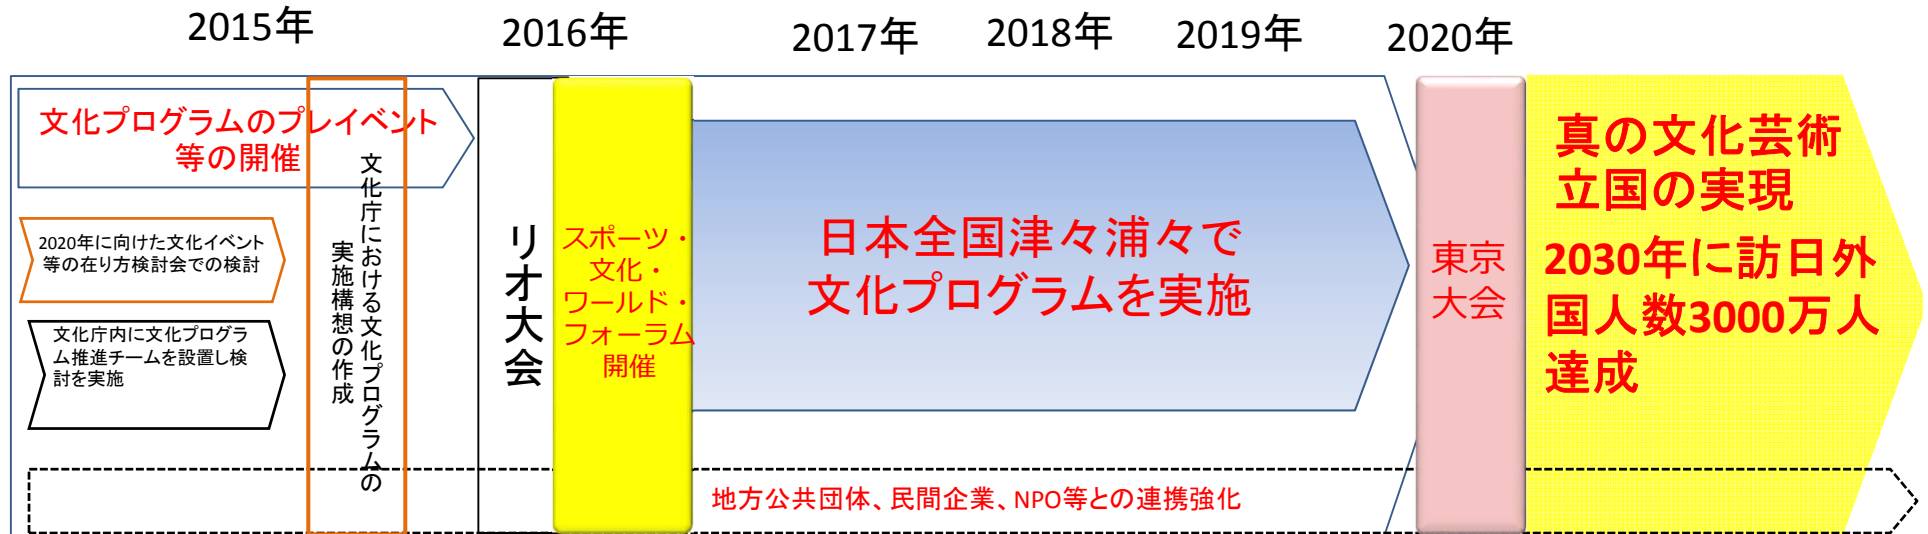 2015年
2016年
2017年
2018年
2019年
2020年
文化プログラムのプレイベント
等の開催
2020年に向けた文化イベント
等の在り方検討会での検討
文化庁内に文化プログラ
ム推進チームを設置し検
討を実施
文化庁における文化プログラムの
実施構想の作成
リオ大会
スポーツ・
文化・
ワールド・
フォーラム
開催
日本全国津々浦々で
文化プログラムを実施
東京
大会
真の文化芸術
立国の実現
2030年に訪日外
国人数3000万人
達成
地方公共団体、民間企業、NPO等との連携強化